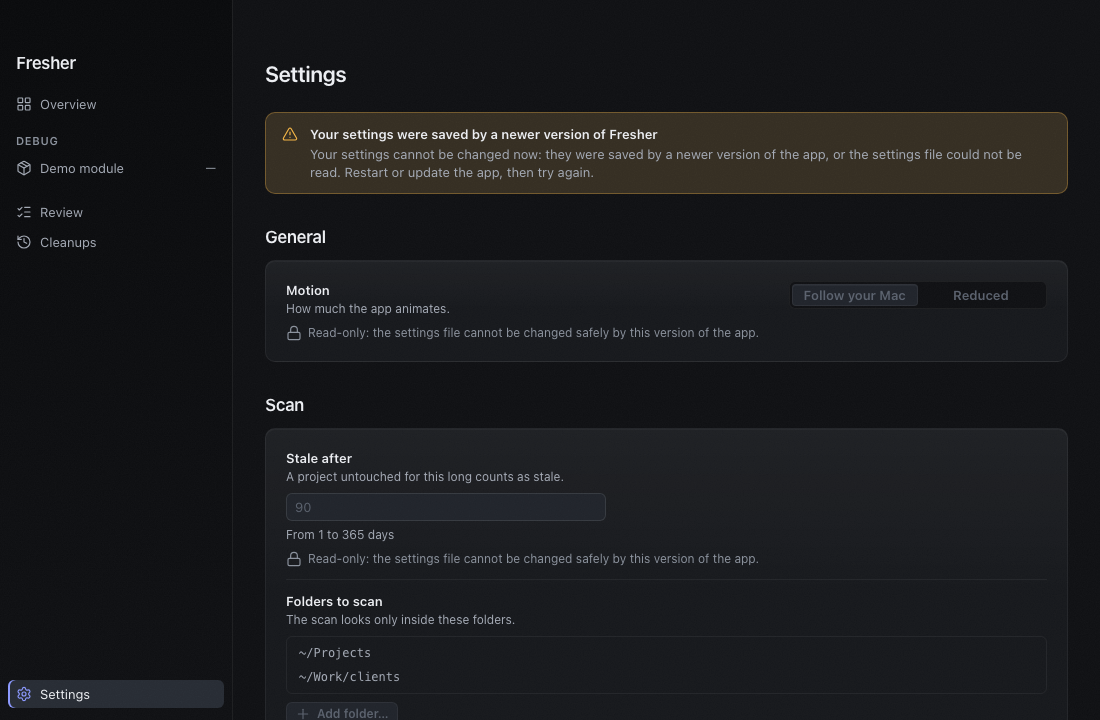 Fresher
Overview
DEBUG
Demo module
Review
Cleanups
Settings
Settings
Your settings were saved by a newer version of Fresher
Your settings cannot be changed now: they were saved by a newer version of the app, or the settings file could not be
read. Restart or update the app, then try again.
General
Motion
How much the app animates.
Follow your Mac
Reduced
Read-only: the settings file cannot be changed safely by this version of the app.
Scan
Stale after
A project untouched for this long counts as stale.
90
From 1 to 365 days
Read-only: the settings file cannot be changed safely by this version of the app.
Folders to scan
The scan looks only inside these folders.
~/Projects
~/Work/clients
Add folder...